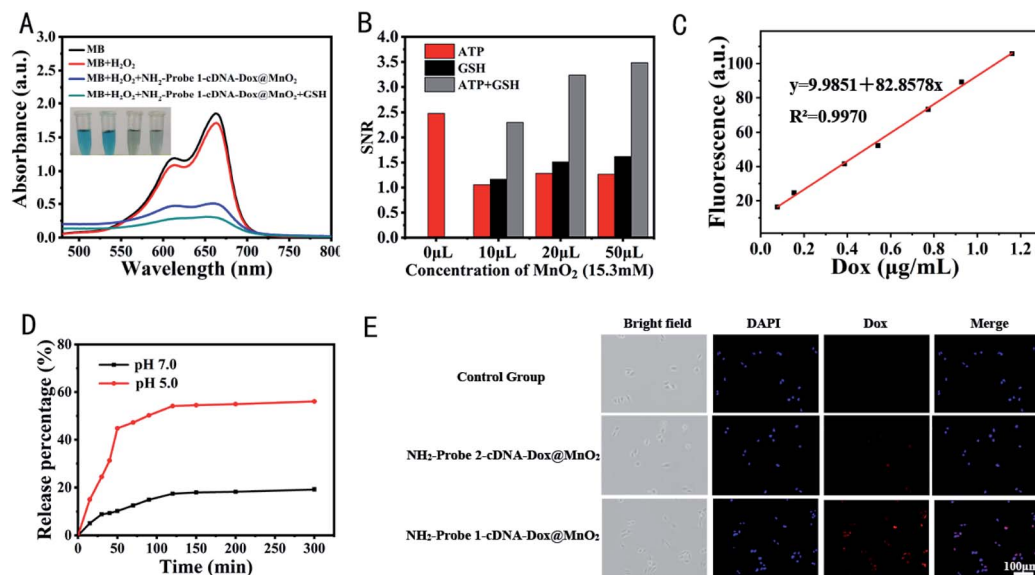 A
MB
MB+H₂O₂
MB+H₂O₂+NH₂-Probe 1-cDNA-Dox@MnO₂
MB+H₂O₂+NH₂-Probe 1-cDNA-Dox@MnO₂+GSH
Absorbance (a.u.)
3.0
2.5
2.0
1.5
1.0
0.5
0.0
500 550 600 650 700 750 800
Wavelength (nm)
B
ATP
GSH
ATP+GSH
SNR
4.5
4.0
3.5
3.0
2.5
2.0
1.5
1.0
0.5
0.0
0μL 10μL 20μL 50μL
Concentration of MnO₂ (15.3mM)
C
y=9.9851+82.8578x
R²=0.9970
Fluorescence (a.u.)
100
80
60
40
20
0.0 0.2 0.4 0.6 0.8 1.0 1.2
Dox (μg/mL)
D
pH 7.0
pH 5.0
Release percentage (%)
80
60
40
20
0
0 50 100 150 200 250 300
Time (min)
E
Bright field DAPI Dox Merge
Control Group
NH₂-Probe 2-cDNA-Dox@MnO₂
NH₂-Probe 1-cDNA-Dox@MnO₂